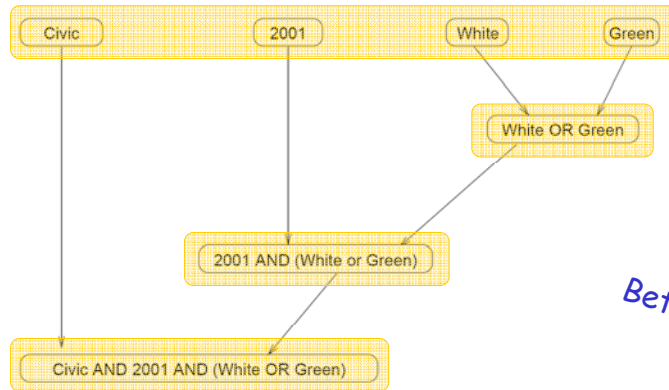 Civic 2001 White Green
White OR Green
2001 AND (White or Green)
Civic AND 2001 AND (White OR Green)